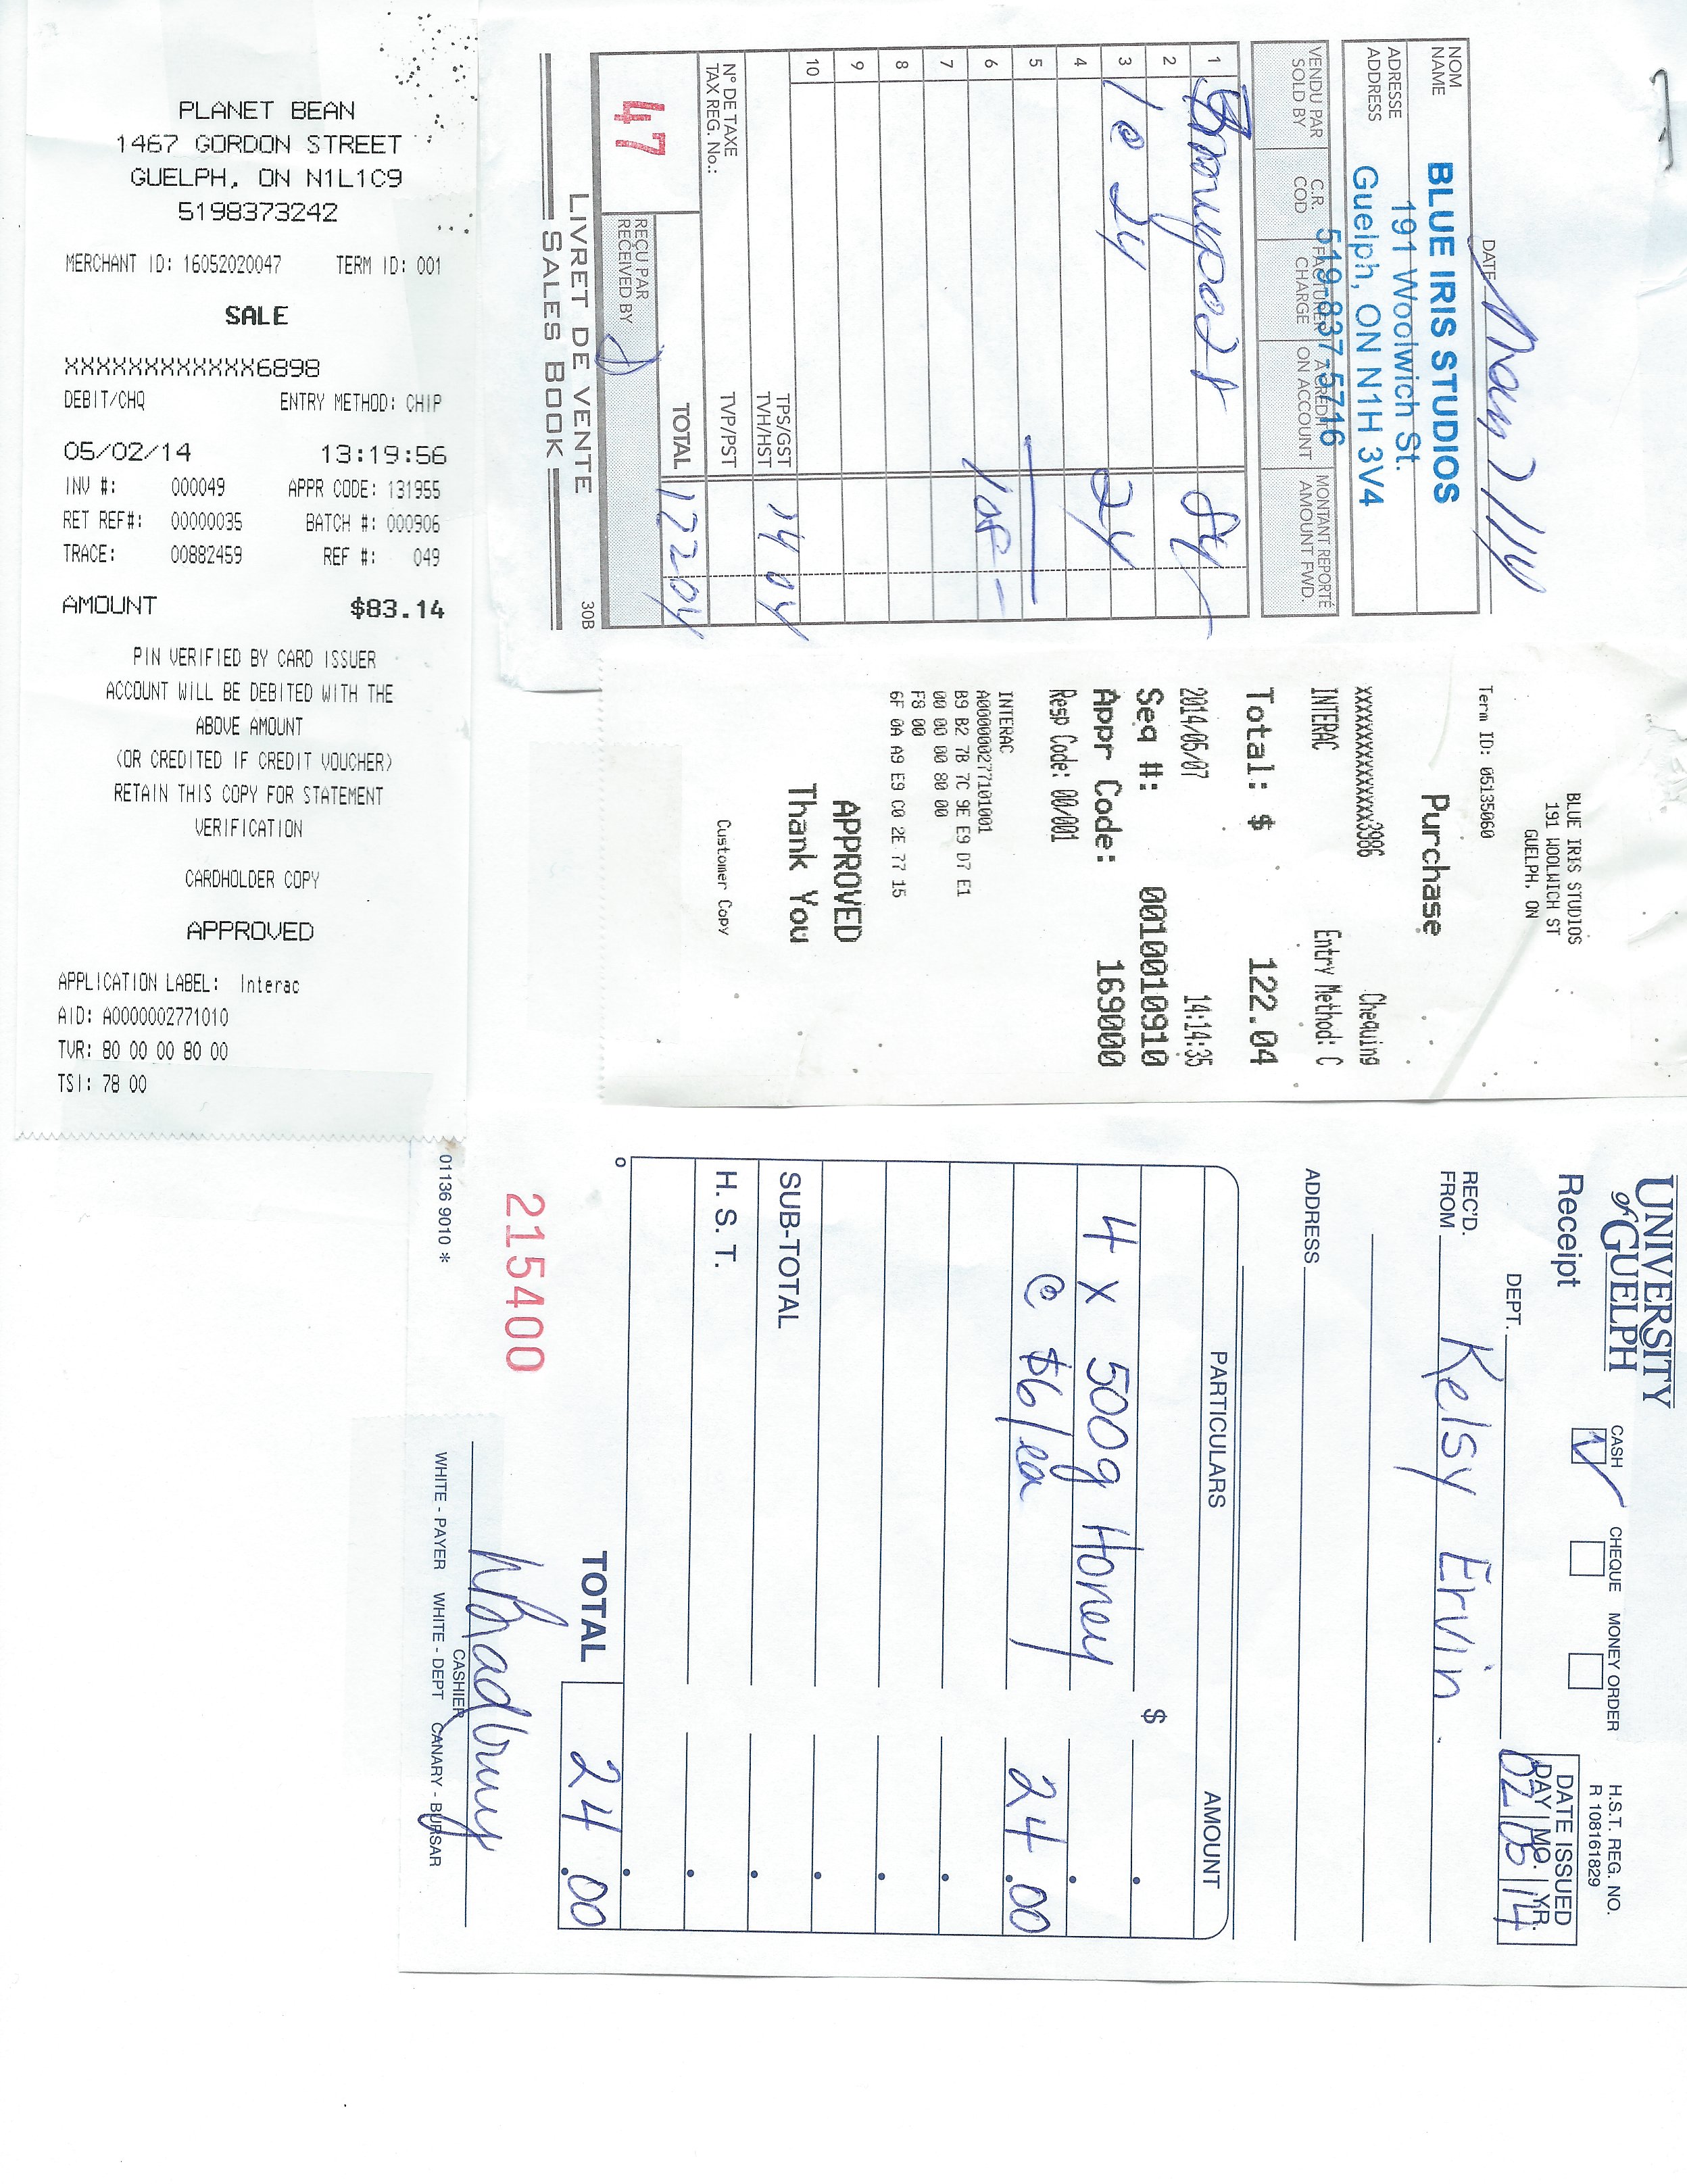 PLANET BEAN
1467 GORDON STREET
GUELPH, ON N1L1C9
5198373242
MERCHANT ID: 16052020047 TERM ID: 001
SALE
XXXXXXXXXXXX6898
DEBIT/CHQ ENTRY METHOD: CHIP
05/02/14 13:19:56
INV #: 000049 APPR CODE: 131955
RET REF#: 00000035 BATCH #: 000906
TRACE: 00882459 REF #: 049
AMOUNT $83.14
PIN VERIFIED BY CARD ISSUER
ACCOUNT WILL BE DEBITED WITH THE
ABOVE AMOUNT
(OR CREDITED IF CREDIT VOUCHER)
RETAIN THIS COPY FOR STATEMENT
VERIFICATION
CARDHOLDER COPY
APPROVED
APPLICATION LABEL: Interac
AID: A0000002771010
TVR: 80 00 00 80 00
TSI: 78 00
DATE May 7/14
NOM
NAME
BLUE IRIS STUDIOS
ADRESSE
ADDRESS
191 Woolwich St.
Guelph, ON N1H 3V4
519-837-5716
VENDU PAR
SOLD BY
C.R.
COD
FACTURER
CHARGE
À CRÉDIT
ON ACCOUNT
MONTANT REPORTÉ
AMOUNT FWD.
1 84
2
3 1 @ 24 24
4
5
6 108 -
7
8
9
10
N° DE TAXE
TAX REG. No.:
TPS/GST
TVH/HST 14 04
TVP/PST
TOTAL 122 04
47
REÇU PAR
RECEIVED BY
LIVRET DE VENTE 30B
SALES BOOK
BLUE IRIS STUDIOS
191 WOOLWICH ST
GUELPH, ON
Term ID: 05135060
Purchase
XXXXXXXXXXXXXXX3986 Chequing
INTERAC Entry Method: C
Total: $ 122.04
2014/05/07 14:14:35
Seq #: 0010010910
Appr Code: 169000
Resp Code: 00/001
INTERAC
A000000277101001
B9 B2 7B 7C 9E E9 D7 E1
00 00 00 80 00
F8 00
6F 0A A9 E9 C0 2E 77 15
APPROVED
Thank You
Customer Copy
UNIVERSITY
of GUELPH
Receipt
CASH CHEQUE MONEY ORDER
H.S.T. REG. NO.
R 108161829
DATE ISSUED
DAY MO. YR.
02 05 14
DEPT.
REC'D.
FROM Kelsy Ervin
ADDRESS
PARTICULARS AMOUNT
$
4 x 500g Honey
@ $6/ea 24.00
SUB-TOTAL
H.S.T.
TOTAL 24.00
215400
CASHIER
WHITE - PAYER WHITE - DEPT CANARY - BURSAR
01136 9010 *